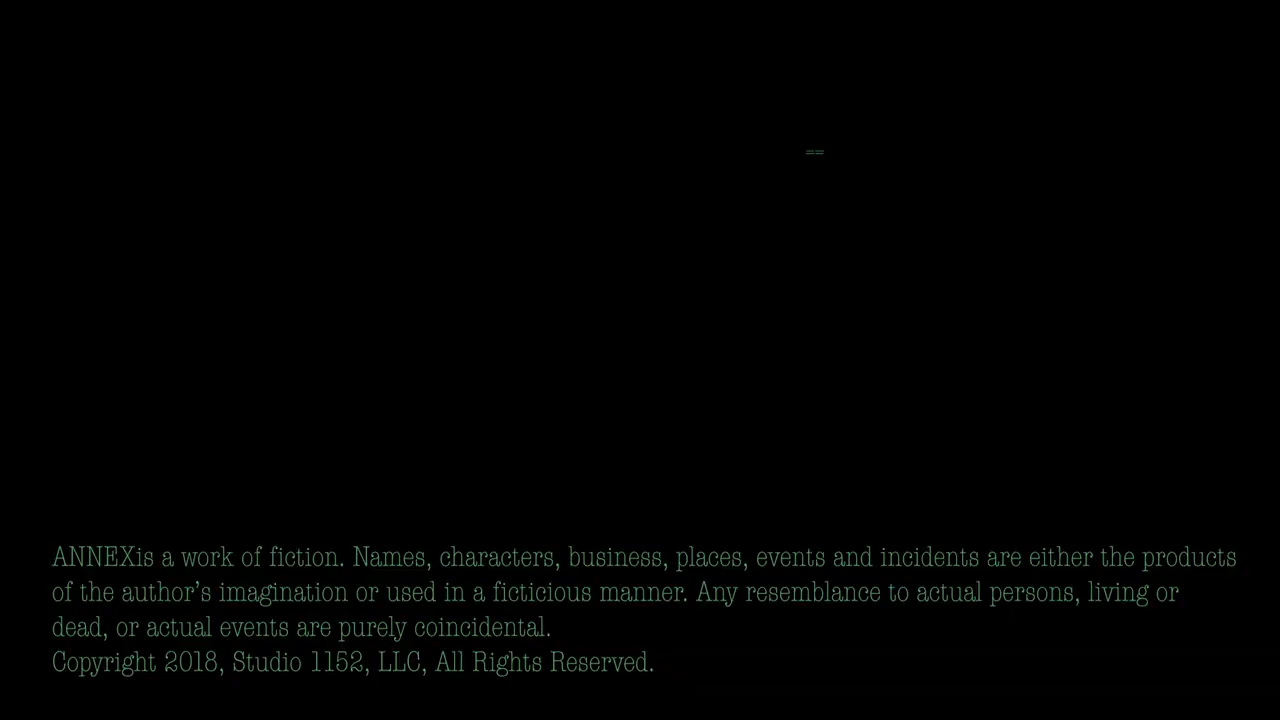 ==
ANNEXis a work of fiction. Names, characters, business, places, events and incidents are either the products
of the author's imagination or used in a ficticious manner. Any resemblance to actual persons, living or
dead, or actual events are purely coincidental.
Copyright 2018, Studio 1152, LLC, All Rights Reserved.